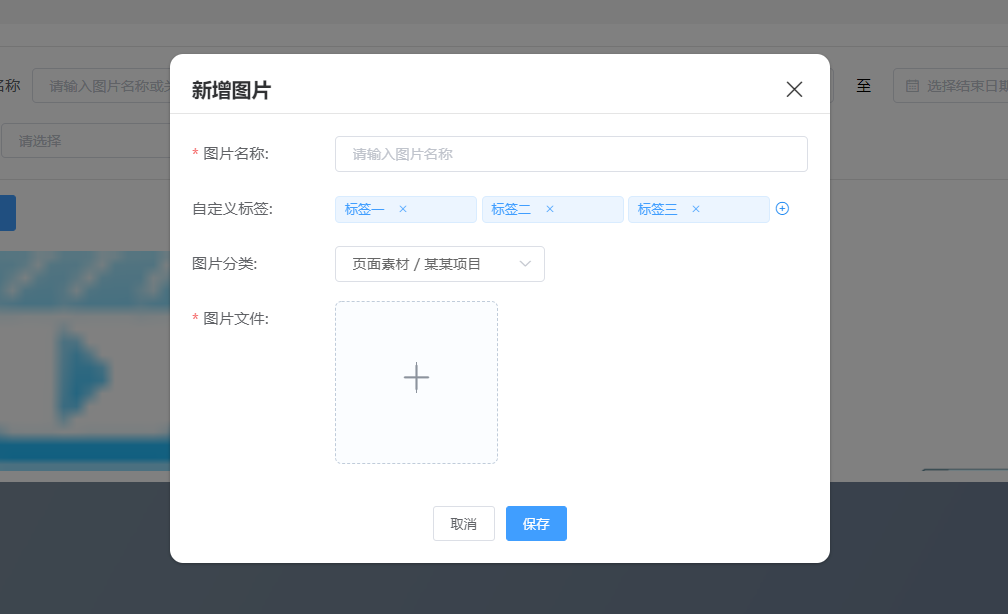 新增图片
名称
请输入图片名称或关
至
选择结束日期
请选择
* 图片名称:
请输入图片名称
自定义标签:
标签一 × 标签二 × 标签三 ×
图片分类:
页面素材 / 某某项目
* 图片文件:
取消 保存